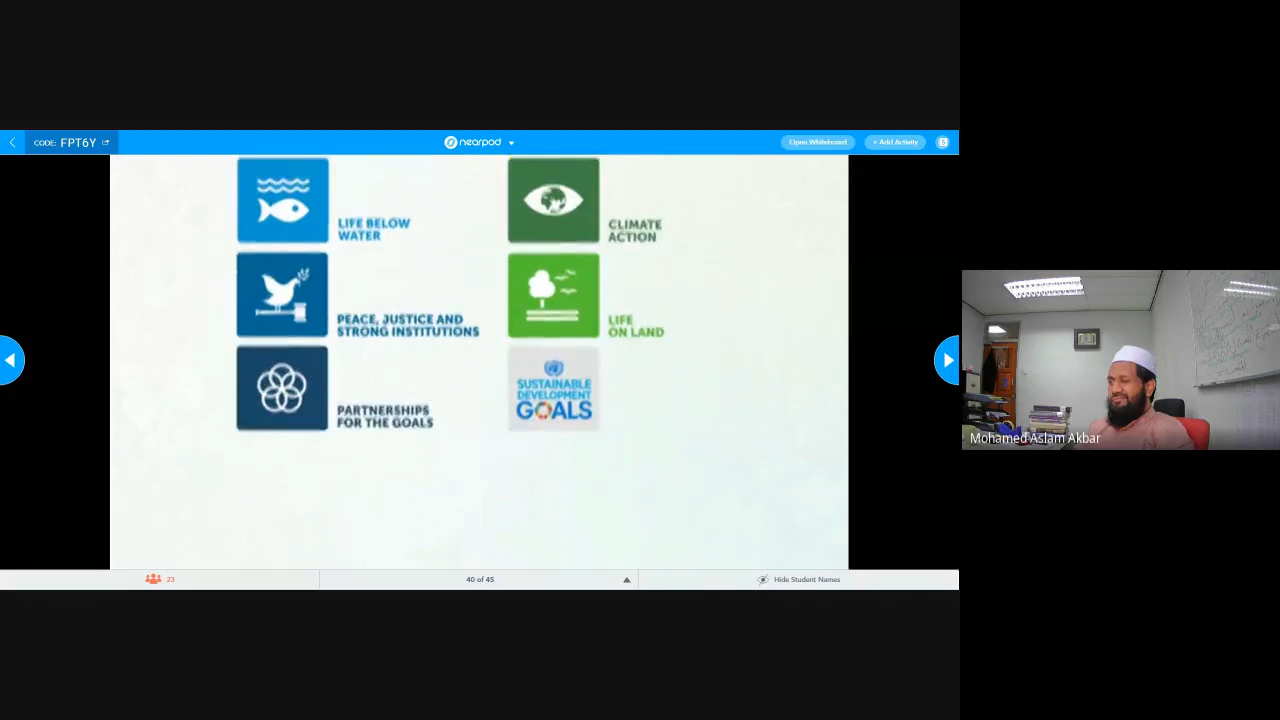 CODE: FPT6Y
nearpod
Open Whiteboard
+ Add Activity
LIFE BELOW
WATER
CLIMATE
ACTION
PEACE, JUSTICE AND
STRONG INSTITUTIONS
LIFE
ON LAND
PARTNERSHIPS
FOR THE GOALS
SUSTAINABLE
DEVELOPMENT
GOALS
Mohamed Aslam Akbar
23
40 of 45
Hide Student Names